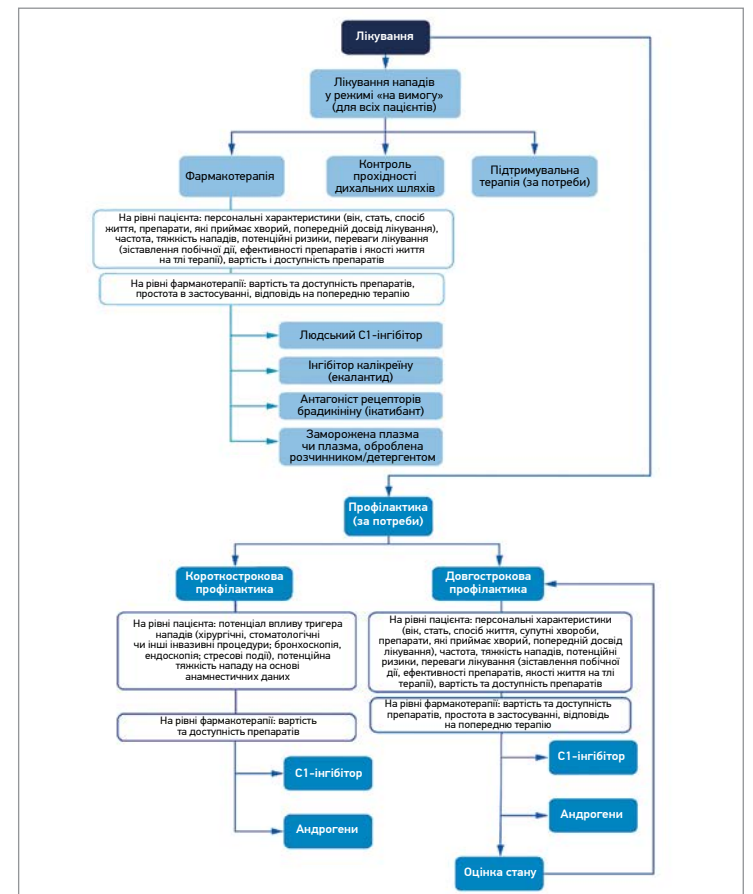 Лікування
Лікування нападів
у режимі «на вимогу»
(для всіх пацієнтів)
Фармакотерапія
Контроль
прохідності
дихальних шляхів
Підтримувальна
терапія (за потреби)
На рівні пацієнта: персональні характеристики (вік, стать, спосіб
життя, препарати, які приймає хворий, попередній досвід лікування),
частота, тяжкість нападів, потенційні ризики, переваги лікування
(зіставлення побічної дії, ефективності препаратів і якості життя
на тлі терапії), вартість і доступність препаратів
На рівні фармакотерапії: вартість та доступність препаратів,
простота в застосуванні, відповідь на попередню терапію
Людський С1-інгібітор
Інгібітор калікреїну
(екалантид)
Антагоніст рецепторів
брадикініну (ікатибант)
Заморожена плазма
чи плазма, оброблена
розчинником/детергентом
Профілактика
(за потреби)
Короткострокова
профілактика
На рівні пацієнта: потенціал впливу тригера
нападів (хірургічні, стоматологічні
чи інші інвазивні процедури; бронхоскопія,
ендоскопія; стресові події), потенційна
тяжкість нападу на основі
анамнестичних даних
На рівні фармакотерапії: вартість
та доступність препаратів
С1-інгібітор
Андрогени
Довгострокова
профілактика
На рівні пацієнта: персональні характеристики
(вік, стать, спосіб життя, супутні хвороби,
препарати, які приймає хворий, попередній досвід
лікування), частота, тяжкість нападів, потенційні
ризики, переваги лікування (зіставлення побічної
дії, ефективності препаратів, якості життя на тлі
терапії), вартість та доступність препаратів
На рівні фармакотерапії: вартість та доступність
препаратів, простота в застосуванні, відповідь
на попередню терапію
С1-інгібітор
Андрогени
Оцінка стану